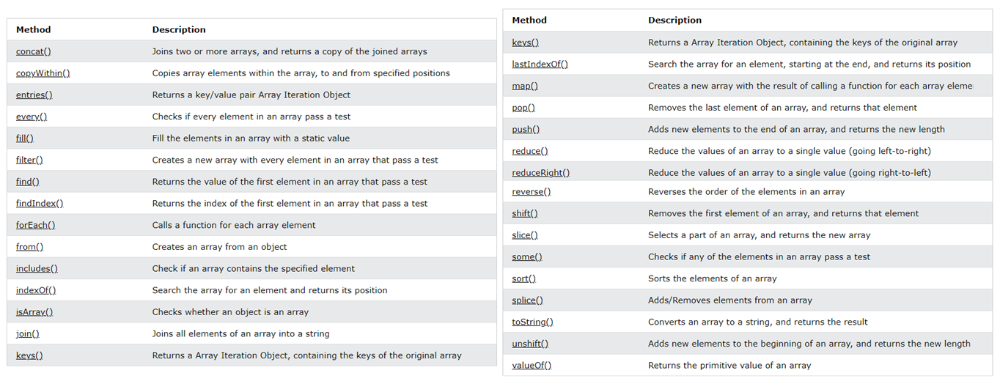 Method Description
concat() Joins two or more arrays, and returns a copy of the joined arrays
copyWithin() Copies array elements within the array, to and from specified positions
entries() Returns a key/value pair Array Iteration Object
every() Checks if every element in an array pass a test
fill() Fill the elements in an array with a static value
filter() Creates a new array with every element in an array that pass a test
find() Returns the value of the first element in an array that pass a test
findIndex() Returns the index of the first element in an array that pass a test
forEach() Calls a function for each array element
from() Creates an array from an object
includes() Check if an array contains the specified element
indexOf() Search the array for an element and returns its position
isArray() Checks whether an object is an array
join() Joins all elements of an array into a string
keys() Returns a Array Iteration Object, containing the keys of the original array
Method Description
keys() Returns a Array Iteration Object, containing the keys of the original array
lastIndexOf() Search the array for an element, starting at the end, and returns its position
map() Creates a new array with the result of calling a function for each array eleme
pop() Removes the last element of an array, and returns that element
push() Adds new elements to the end of an array, and returns the new length
reduce() Reduce the values of an array to a single value (going left-to-right)
reduceRight() Reduce the values of an array to a single value (going right-to-left)
reverse() Reverses the order of the elements in an array
shift() Removes the first element of an array, and returns that element
slice() Selects a part of an array, and returns the new array
some() Checks if any of the elements in an array pass a test
sort() Sorts the elements of an array
splice() Adds/Removes elements from an array
toString() Converts an array to a string, and returns the result
unshift() Adds new elements to the beginning of an array, and returns the new length
valueOf() Returns the primitive value of an array